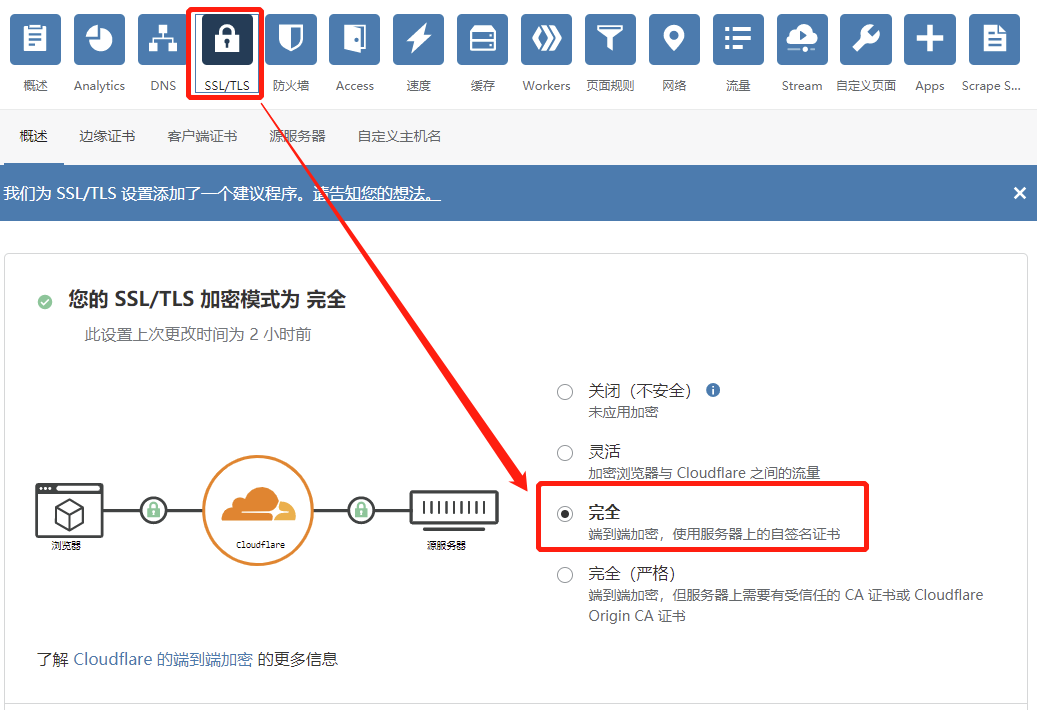 概述 Analytics DNS SSL/TLS 防火墙 Access 速度 缓存 Workers 页面规则 网络 流量 Stream 自定义页面 Apps Scrape S...
概述 边缘证书 客户端证书 源服务器 自定义主机名
我们为 SSL/TLS 设置添加了一个建议程序。请告知您的想法。
您的 SSL/TLS 加密模式为 完全
此设置上次更改时间为 2 小时前
关闭（不安全）
未应用加密
灵活
加密浏览器与 Cloudflare 之间的流量
完全
端到端加密，使用服务器上的自签名证书
完全（严格）
端到端加密，但服务器上需要有受信任的 CA 证书或 Cloudflare
Origin CA 证书
浏览器
Cloudflare
源服务器
了解 Cloudflare 的端到端加密 的更多信息